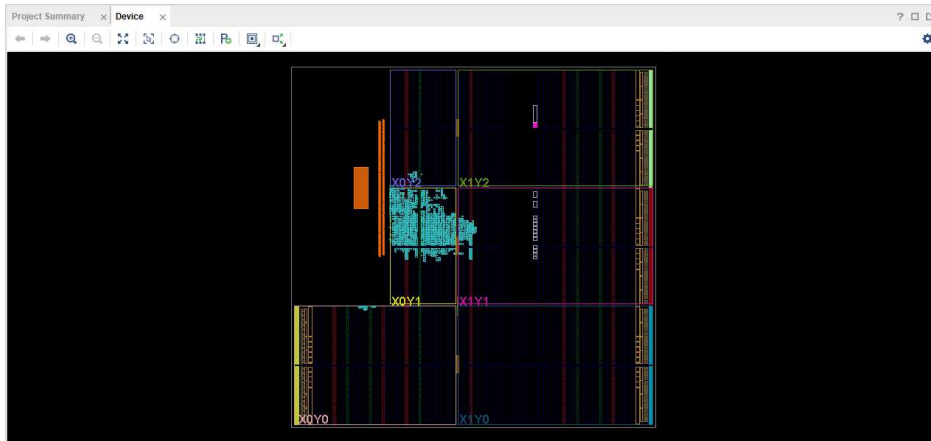 Project Summary × Device ×
X0Y2 X1Y2
X0Y1 X1Y1
X0Y0 X1Y0